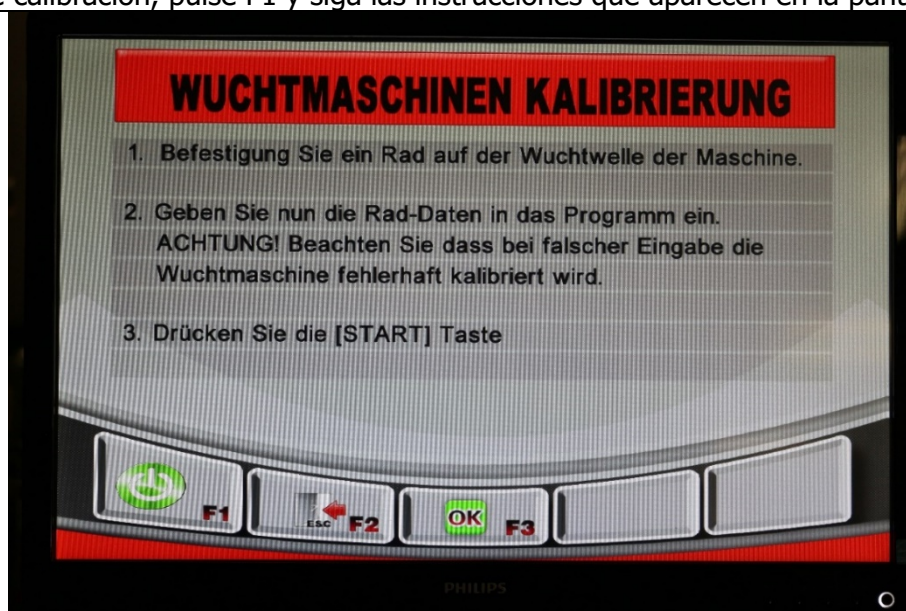 calibración, pulse F1 y siga las instrucciones que aparecen en la
WUCHTMASCHINEN KALIBRIERUNG
1. Befestigung Sie ein Rad auf der Wuchtwelle der Maschine.
2. Geben Sie nun die Rad-Daten in das Programm ein.
ACHTUNG! Beachten Sie dass bei falscher Eingabe die
Wuchtmaschine fehlerhaft kalibriert wird.
3. Drücken Sie die [START] Taste
F1
ESC F2
OK F3
PHILIPS